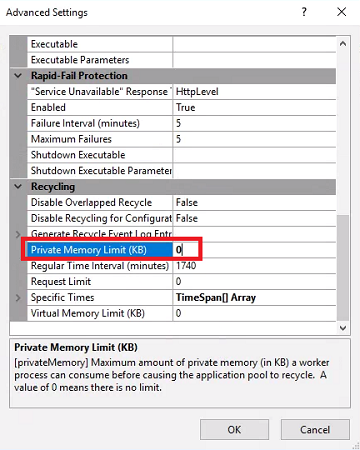 Advanced Settings
Executable
Executable Parameters
Rapid-Fail Protection
"Service Unavailable" Response T HttpLevel
Enabled True
Failure Interval (minutes) 5
Maximum Failures 5
Shutdown Executable
Shutdown Executable Parameter
Recycling
Disable Overlapped Recycle False
Disable Recycling for Configurat False
Generate Recycle Event Log Entr
Private Memory Limit (KB) 0
Regular Time Interval (minutes) 1740
Request Limit 0
Specific Times TimeSpan[] Array
Virtual Memory Limit (KB) 0
Private Memory Limit (KB)
[privateMemory] Maximum amount of private memory (in KB) a worker
process can consume before causing the application pool to recycle. A
value of 0 means there is no limit.
OK Cancel